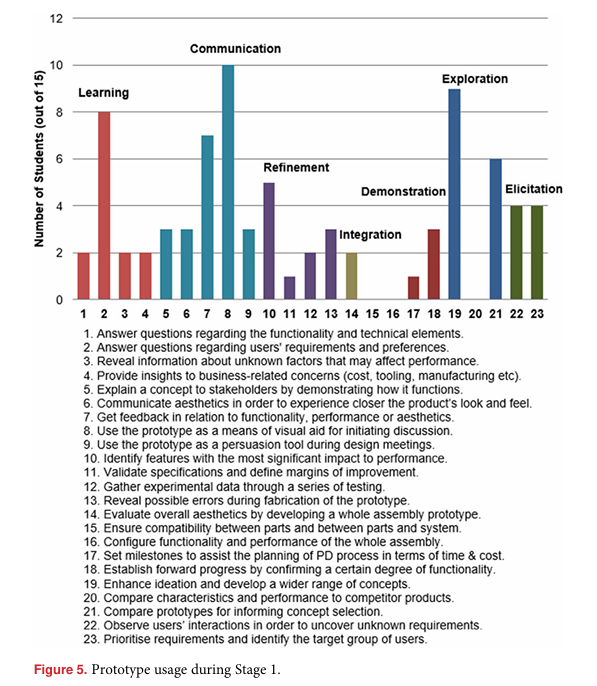 12
10
8
6
4
2
0
Number of Students (out of 15)
Learning
Communication
Refinement
Integration
Demonstration
Exploration
Elicitation
1 2 3 4 5 6 7 8 9 10 11 12 13 14 15 16 17 18 19 20 21 22 23
1. Answer questions regarding the functionality and technical elements.
2. Answer questions regarding users' requirements and preferences.
3. Reveal information about unknown factors that may affect performance.
4. Provide insights to business-related concerns (cost, tooling, manufacturing etc).
5. Explain a concept to stakeholders by demonstrating how it functions.
6. Communicate aesthetics in order to experience closer the product's look and feel.
7. Get feedback in relation to functionality, performance or aesthetics.
8. Use the prototype as a means of visual aid for initiating discussion.
9. Use the prototype as a persuasion tool during design meetings.
10. Identify features with the most significant impact to performance.
11. Validate specifications and define margins of improvement.
12. Gather experimental data through a series of testing.
13. Reveal possible errors during fabrication of the prototype.
14. Evaluate overall aesthetics by developing a whole assembly prototype.
15. Ensure compatibility between parts and between parts and system.
16. Configure functionality and performance of the whole assembly.
17. Set milestones to assist the planning of PD process in terms of time & cost.
18. Establish forward progress by confirming a certain degree of functionality.
19. Enhance ideation and develop a wider range of concepts.
20. Compare characteristics and performance to competitor products.
21. Compare prototypes for informing concept selection.
22. Observe users' interactions in order to uncover unknown requirements.
23. Prioritise requirements and identify the target group of users.
Figure 5. Prototype usage during Stage 1.